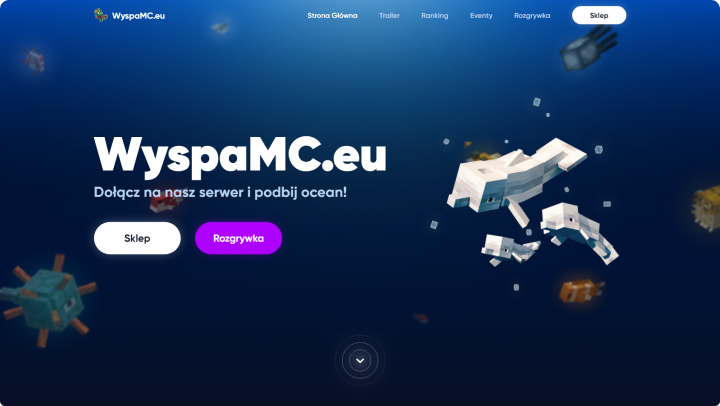 WyspaMC.eu
Strona Główna
Trailer
Ranking
Eventy
Rozgrywka
Sklep
WyspaMC.eu
Dołącz na nasz serwer i podbij ocean!
Sklep
Rozgrywka